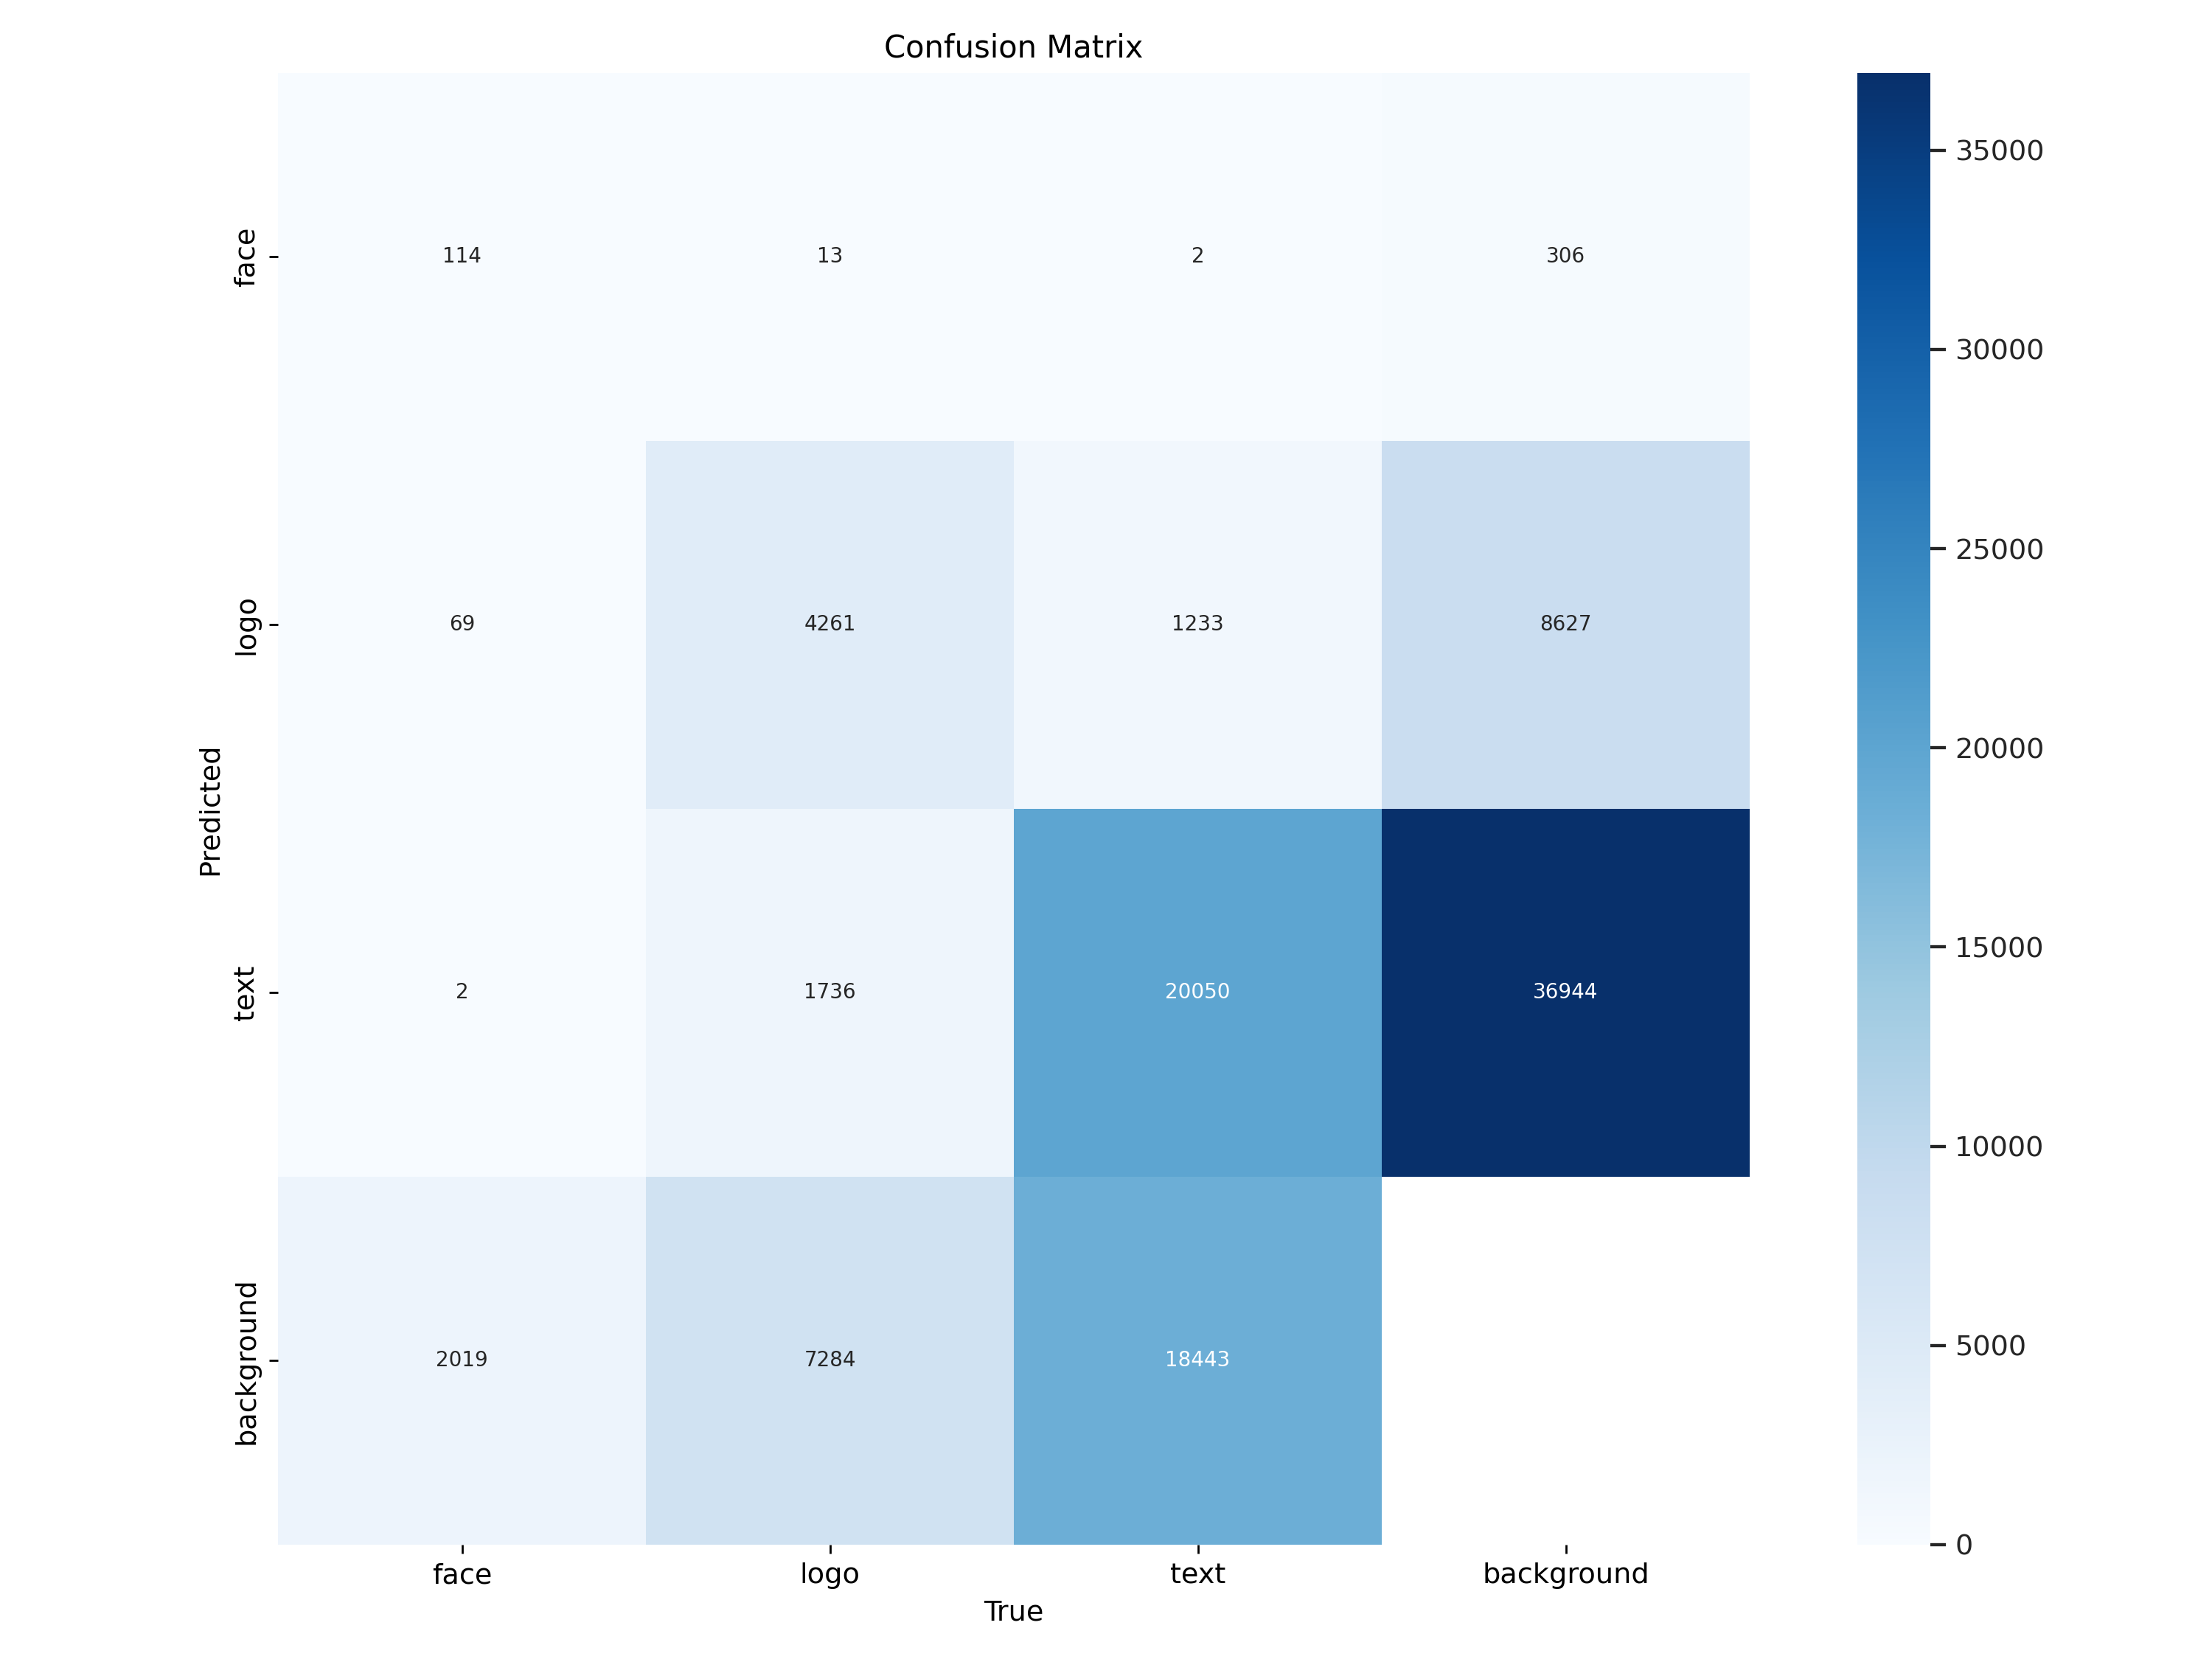 Confusion Matrix
face
114
13
2
306
logo
69
4261
1233
8627
text
2
1736
20050
36944
background
2019
7284
18443
Predicted
face
logo
text
background
True
35000
30000
25000
20000
15000
10000
5000
0